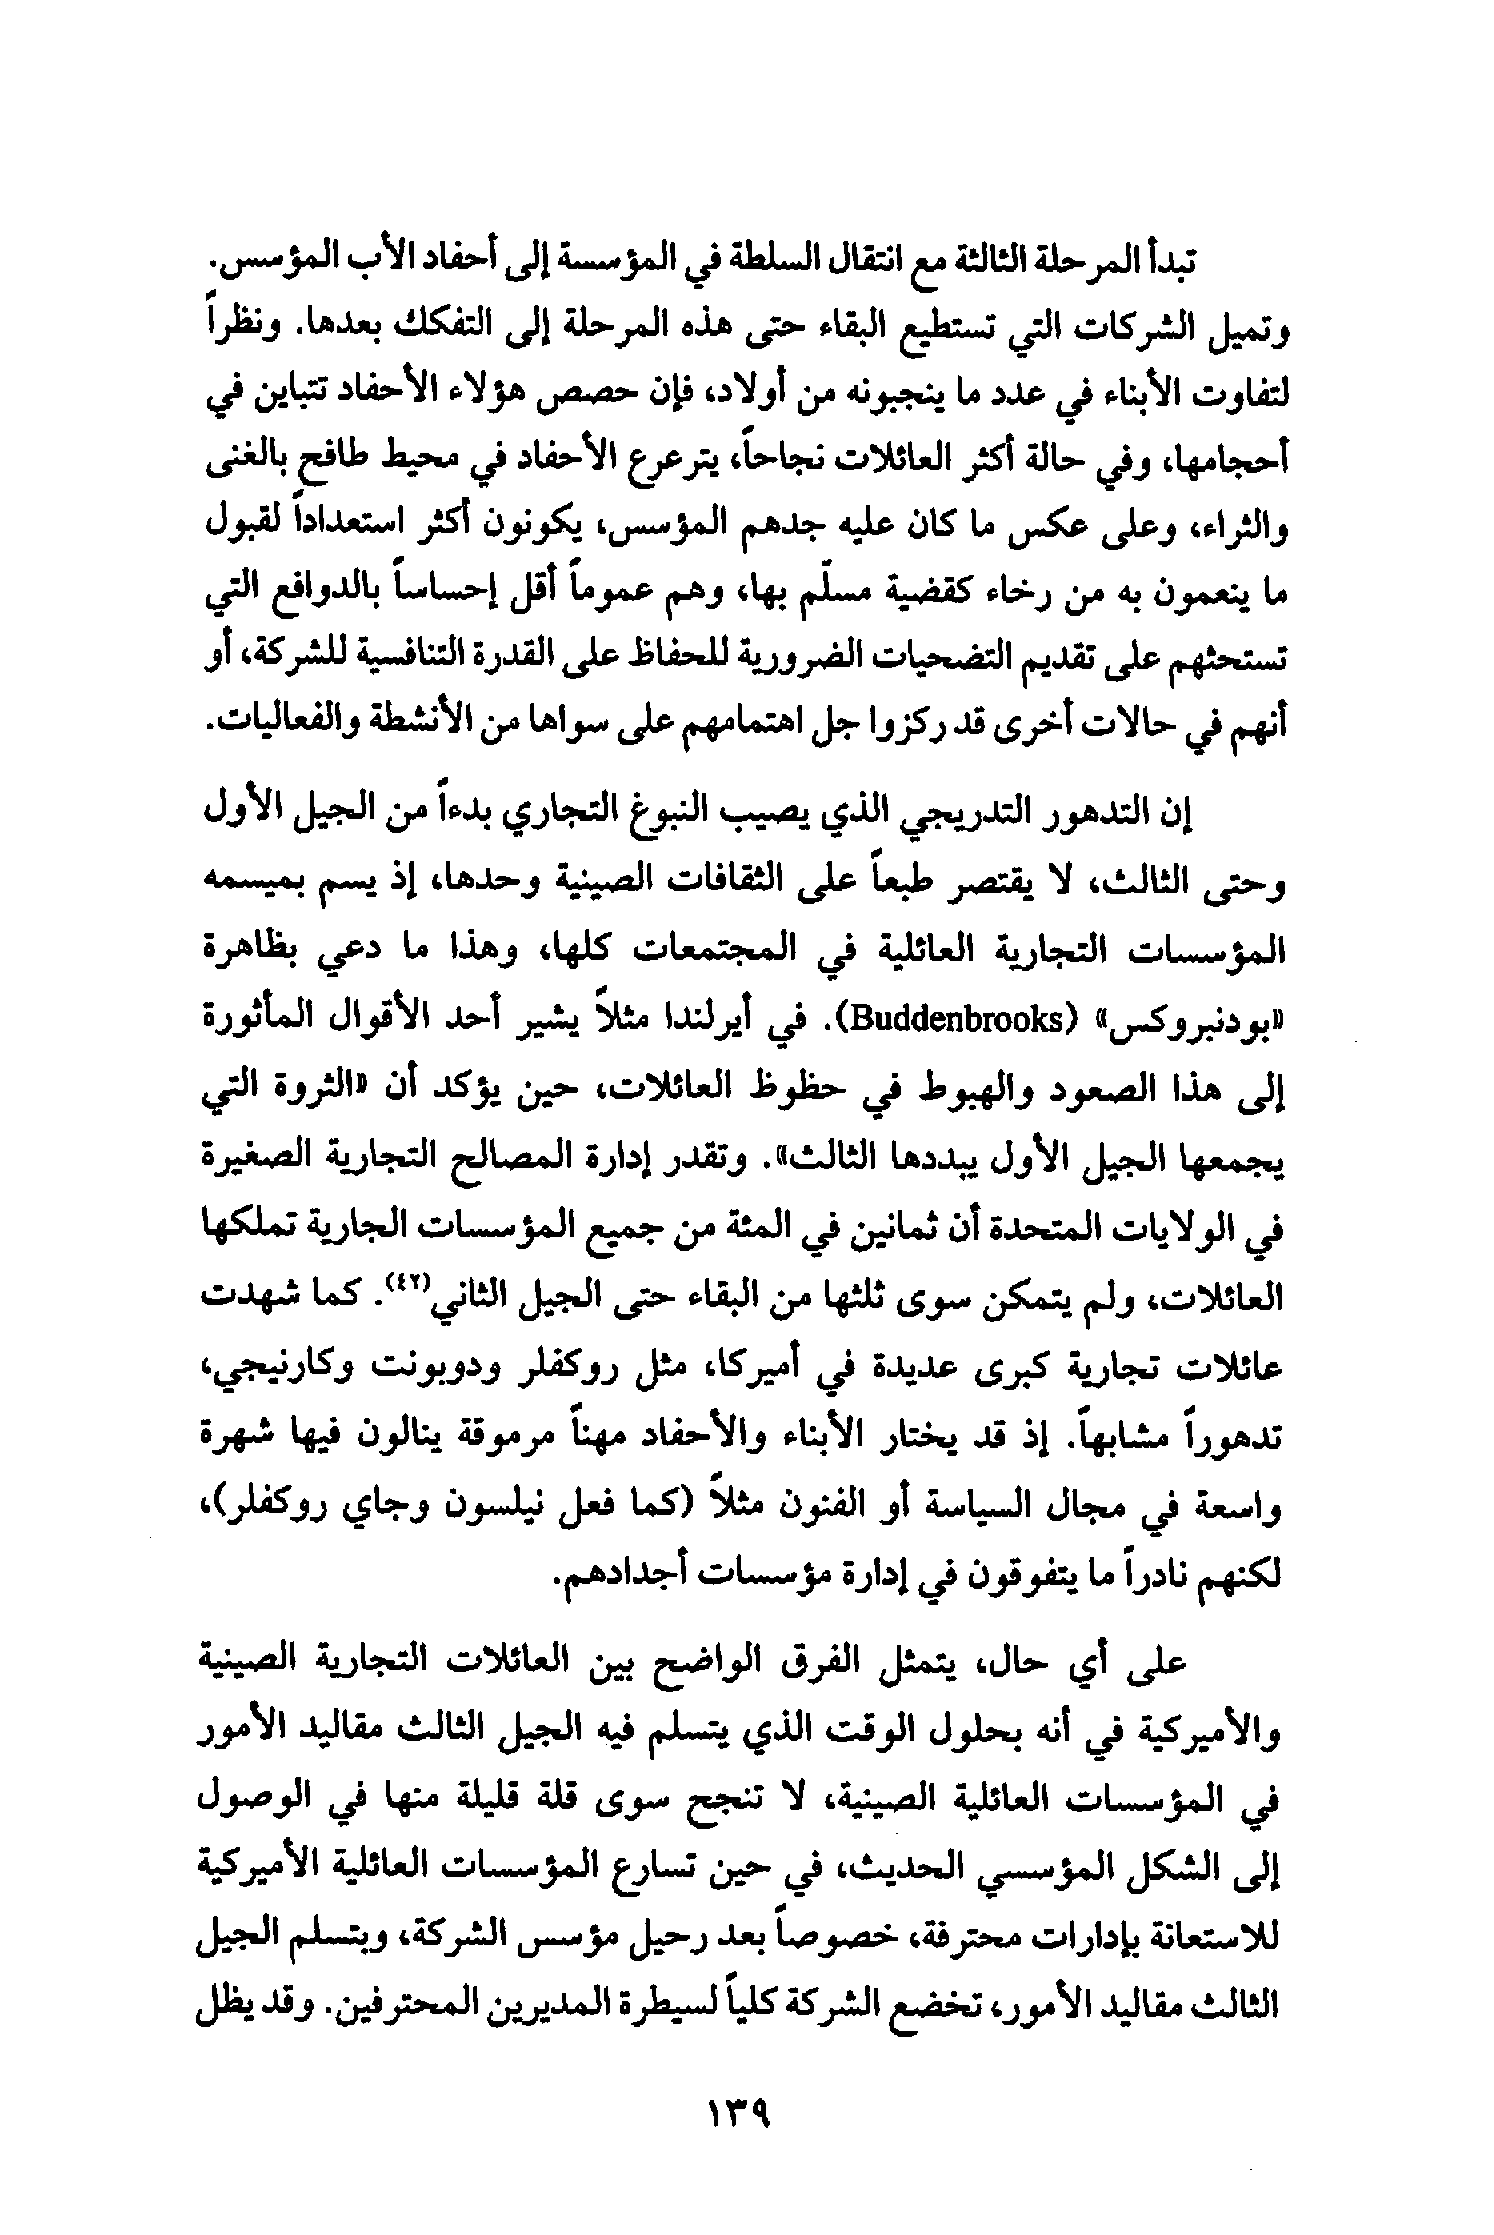 تبدأ المرحلة الثالثة مع انتقال السلطة في المؤسسة إلى أحفاد الأب المؤسس.
وتميل الشركات التي تستطيع البقاء حتى هذه المرحلة إلى التفكك بعدها. ونظراً
لتفاوت الأبناء في عدد ما ينجبونه من أولاد، فإن حصص هؤلاء الأحفاد تتباين في
أحجامها، وفي حالة أكثر العائلات نجاحاً، يترعرع الأحفاد في محيط طافح بالغنى
والثراء، وعلى عكس ما كان عليه جدهم المؤسس، يكونون أكثر استعداداً لقبول
ما ينعمون به من رخاء كقضية مسلّم بها، وهم عموماً أقل إحساساً بالدوافع التي
تستحثهم على تقديم التضحيات الضرورية للحفاظ على القدرة التنافسية للشركة، أو
أنهم في حالات أخرى قد ركزوا جل اهتمامهم على سواها من الأنشطة والفعاليات.
إن التدهور التدريجي الذي يصيب النبوغ التجاري بدءاً من الجيل الأول
وحتى الثالث، لا يقتصر طبعاً على الثقافات الصينية وحدها، إذ يسم بميسمه
المؤسسات التجارية العائلية في المجتمعات كلها، وهذا ما دعي بظاهرة
«بودنبروكس» (Buddenbrooks). في أيرلندا مثلاً يشير أحد الأقوال المأثورة
إلى هذا الصعود والهبوط في حظوظ العائلات، حين يؤكد أن «الثروة التي
يجمعها الجيل الأول يبددها الثالث». وتقدر إدارة المصالح التجارية الصغيرة
في الولايات المتحدة أن ثمانين في المئة من جميع المؤسسات الجارية تملكها
العائلات، ولم يتمكن سوى ثلثها من البقاء حتى الجيل الثاني(٤٢). كما شهدت
عائلات تجارية كبرى عديدة في أميركا، مثل روكفلر ودوبونت وكارنيجي،
تدهوراً مشابهاً. إذ قد يختار الأبناء والأحفاد مهناً مرموقة ينالون فيها شهرة
واسعة في مجال السياسة أو الفنون مثلاً (كما فعل نيلسون وجاي روكفلر)،
لكنهم نادراً ما يتفوقون في إدارة مؤسسات أجدادهم.
على أي حال، يتمثل الفرق الواضح بين العائلات التجارية الصينية
والأميركية في أنه بحلول الوقت الذي يتسلم فيه الجيل الثالث مقاليد الأمور
في المؤسسات العائلية الصينية، لا تنجح سوى قلة قليلة منها في الوصول
إلى الشكل المؤسسي الحديث، في حين تسارع المؤسسات العائلية الأميركية
للاستعانة بإدارات محترفة، خصوصاً بعد رحيل مؤسس الشركة، وبتسلم الجيل
الثالث مقاليد الأمور، تخضع الشركة كلياً لسيطرة المديرين المحترفين. وقد يظل
١٣٩